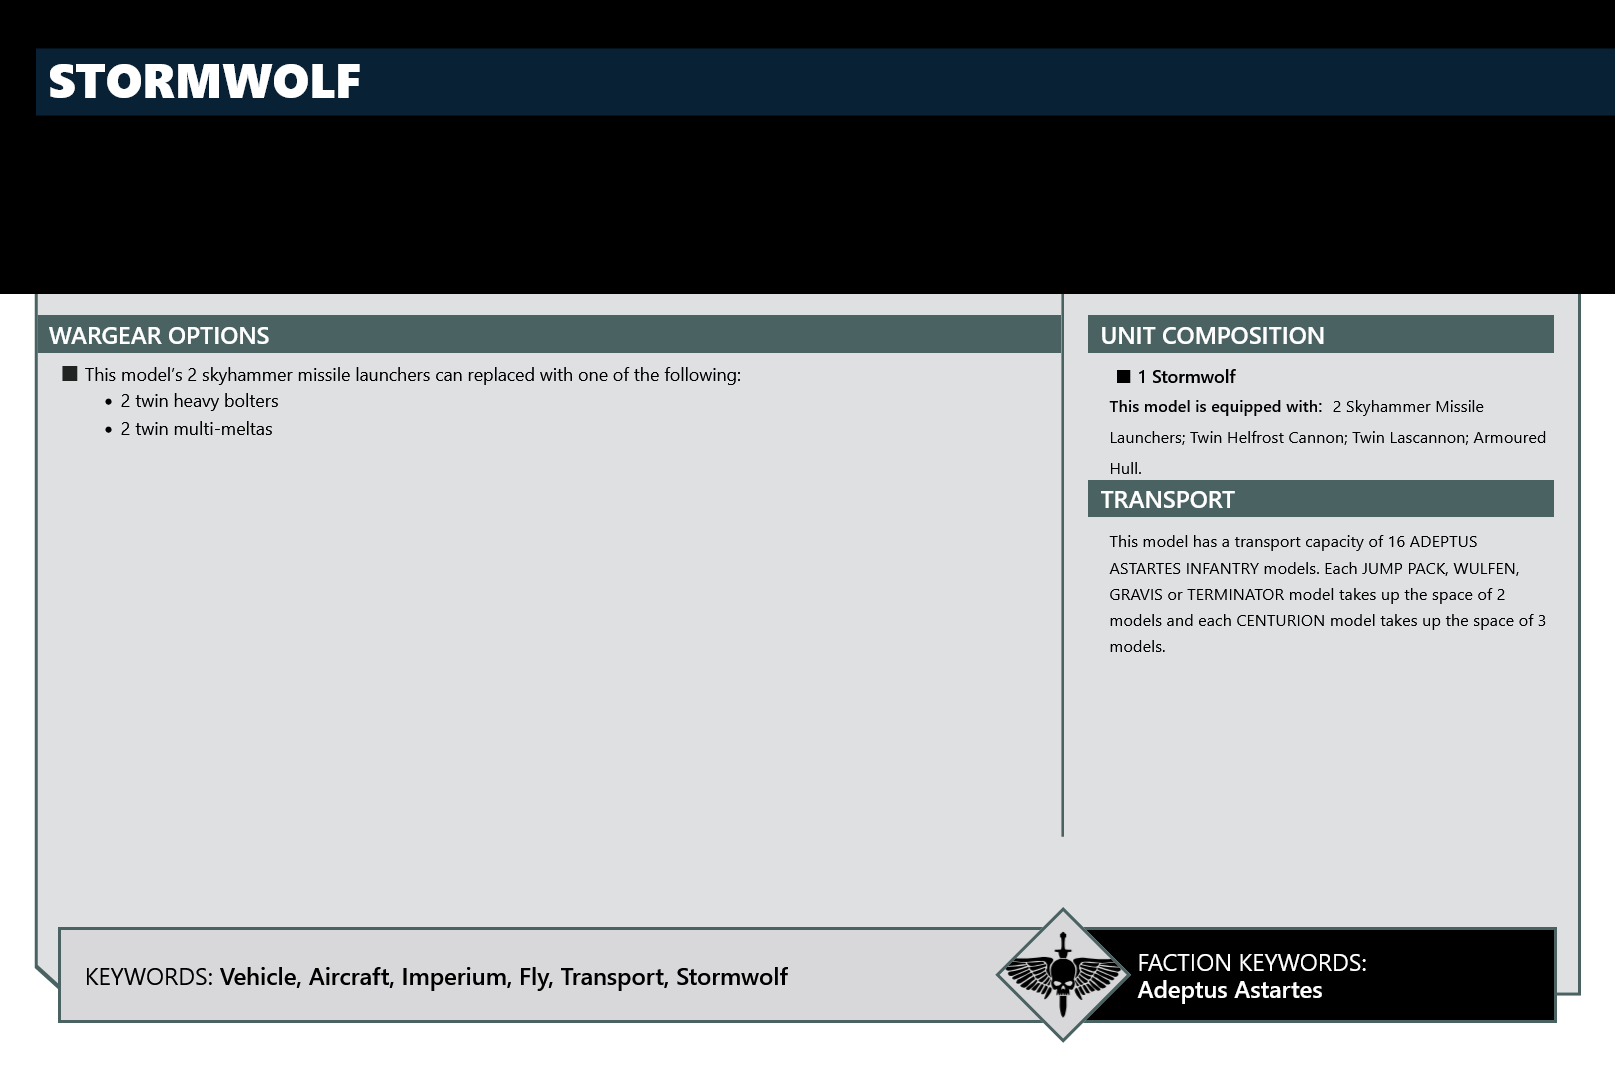 STORMWOLF
WARGEAR OPTIONS
■ This model's 2 skyhammer missile launchers can replaced with one of the following:
• 2 twin heavy bolters
• 2 twin multi-meltas
UNIT COMPOSITION
■ 1 Stormwolf
This model is equipped with: 2 Skyhammer Missile
Launchers; Twin Helfrost Cannon; Twin Lascannon; Armoured
Hull.
TRANSPORT
This model has a transport capacity of 16 ADEPTUS
ASTARTES INFANTRY models. Each JUMP PACK, WULFEN,
GRAVIS or TERMINATOR model takes up the space of 2
models and each CENTURION model takes up the space of 3
models.
KEYWORDS: Vehicle, Aircraft, Imperium, Fly, Transport, Stormwolf
FACTION KEYWORDS:
Adeptus Astartes